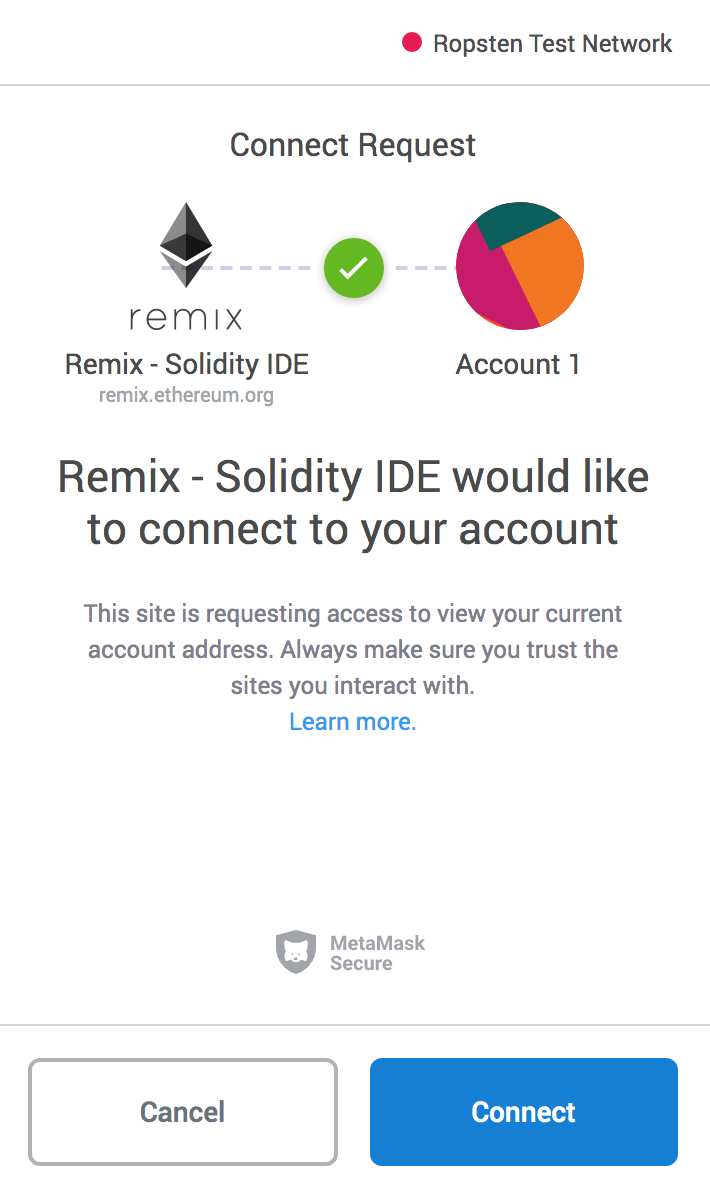 Ropsten Test Network
Connect Request
remix
Remix - Solidity IDE
remix.ethereum.org
Account 1
Remix - Solidity IDE would like
to connect to your account
This site is requesting access to view your current
account address. Always make sure you trust the
sites you interact with.
Learn more.
MetaMask
Secure
Cancel
Connect